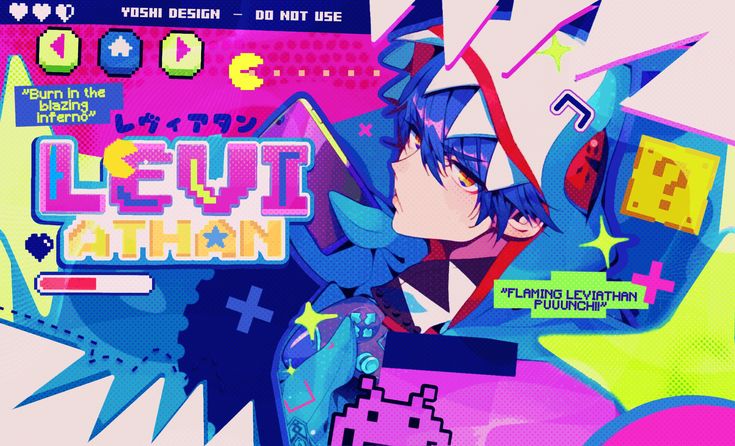 YOSHI DESIGN — DO NOT USE
"Burn in the
blazing
inferno"
レヴィアタン
LEVI
ATHAN
?
"FLAMING LEVIATHAN
PUUUNCH!!"